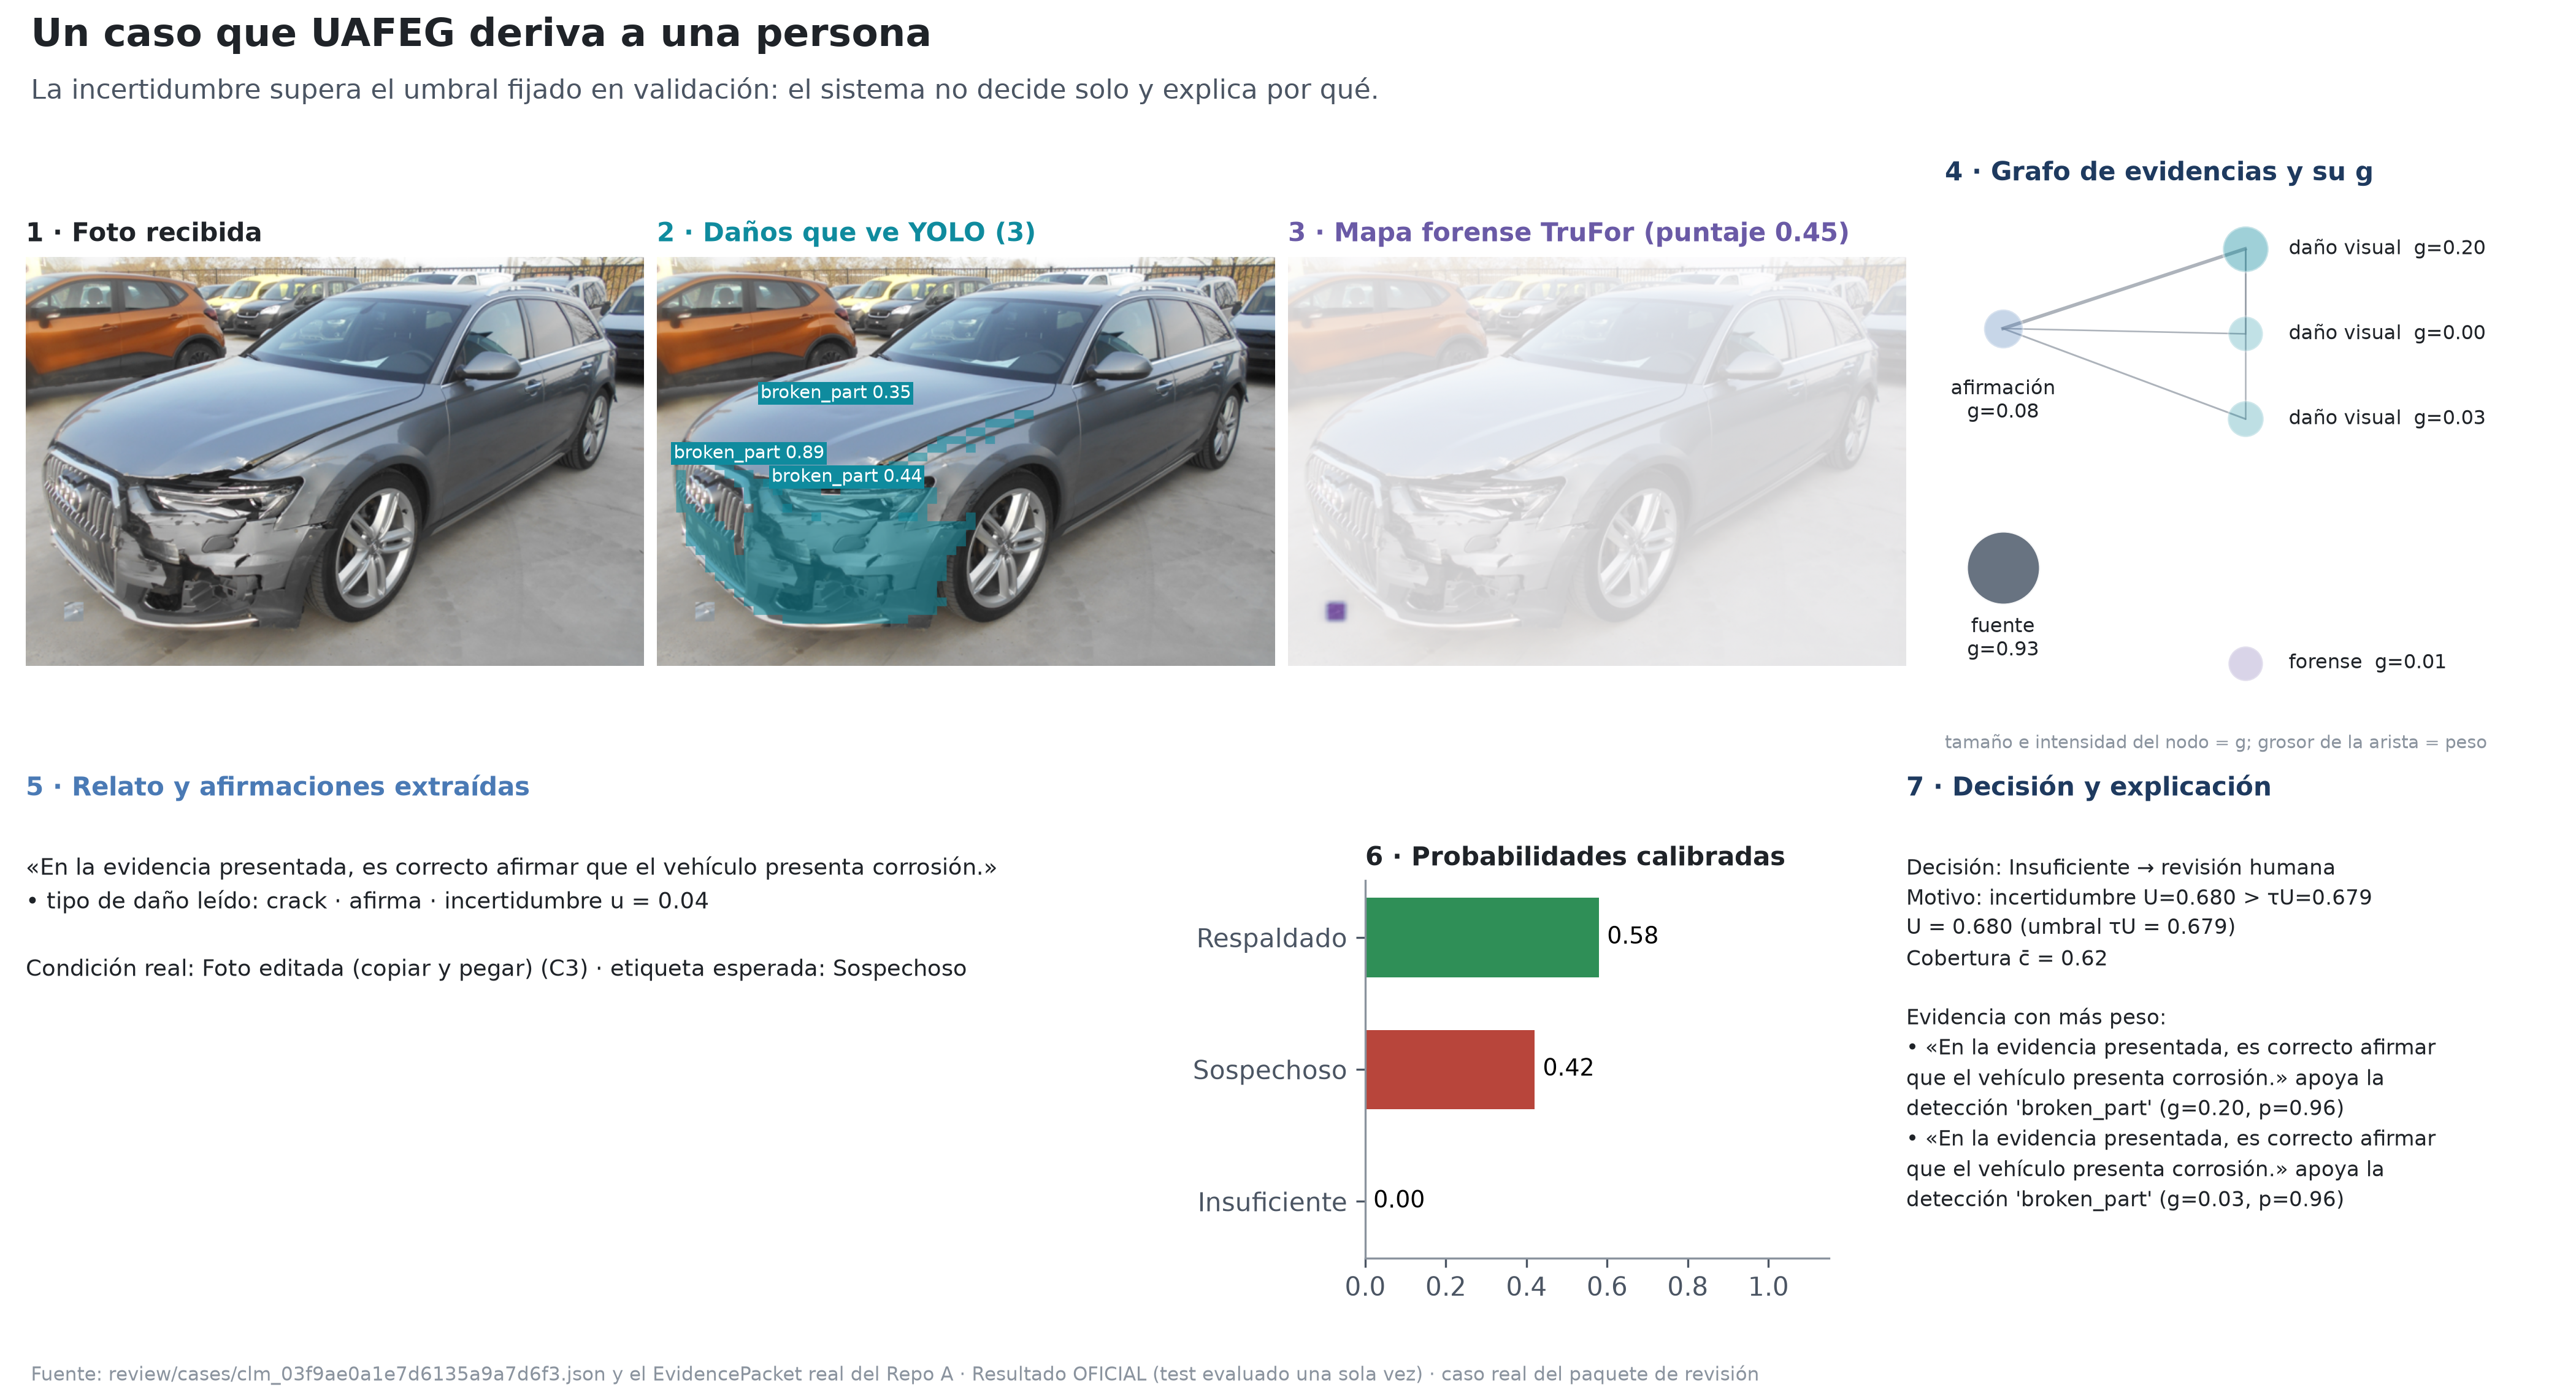 Un caso que UAFEG deriva a una persona
La incertidumbre supera el umbral fijado en validación: el sistema no decide solo y explica por qué.
1 · Foto recibida
2 · Daños que ve YOLO (3)
broken_part 0.35
broken_part 0.89
broken_part 0.44
3 · Mapa forense TruFor (puntaje 0.45)
4 · Grafo de evidencias y su g
daño visual g=0.20
daño visual g=0.00
daño visual g=0.03
afirmación
g=0.08
fuente
g=0.93
forense g=0.01
tamaño e intensidad del nodo = g; grosor de la arista = peso
5 · Relato y afirmaciones extraídas
«En la evidencia presentada, es correcto afirmar que el vehículo presenta corrosión.»
• tipo de daño leído: crack · afirma · incertidumbre u = 0.04
Condición real: Foto editada (copiar y pegar) (C3) · etiqueta esperada: Sospechoso
6 · Probabilidades calibradas
Respaldado
0.58
Sospechoso
0.42
Insuficiente
0.00
0.0 0.2 0.4 0.6 0.8 1.0
7 · Decisión y explicación
Decisión: Insuficiente → revisión humana
Motivo: incertidumbre U=0.680 > τU=0.679
U = 0.680 (umbral τU = 0.679)
Cobertura c̄ = 0.62
Evidencia con más peso:
• «En la evidencia presentada, es correcto afirmar
que el vehículo presenta corrosión.» apoya la
detección 'broken_part' (g=0.20, p=0.96)
• «En la evidencia presentada, es correcto afirmar
que el vehículo presenta corrosión.» apoya la
detección 'broken_part' (g=0.03, p=0.96)
Fuente: review/cases/clm_03f9ae0a1e7d6135a9a7d6f3.json y el EvidencePacket real del Repo A · Resultado OFICIAL (test evaluado una sola vez) · caso real del paquete de revisión